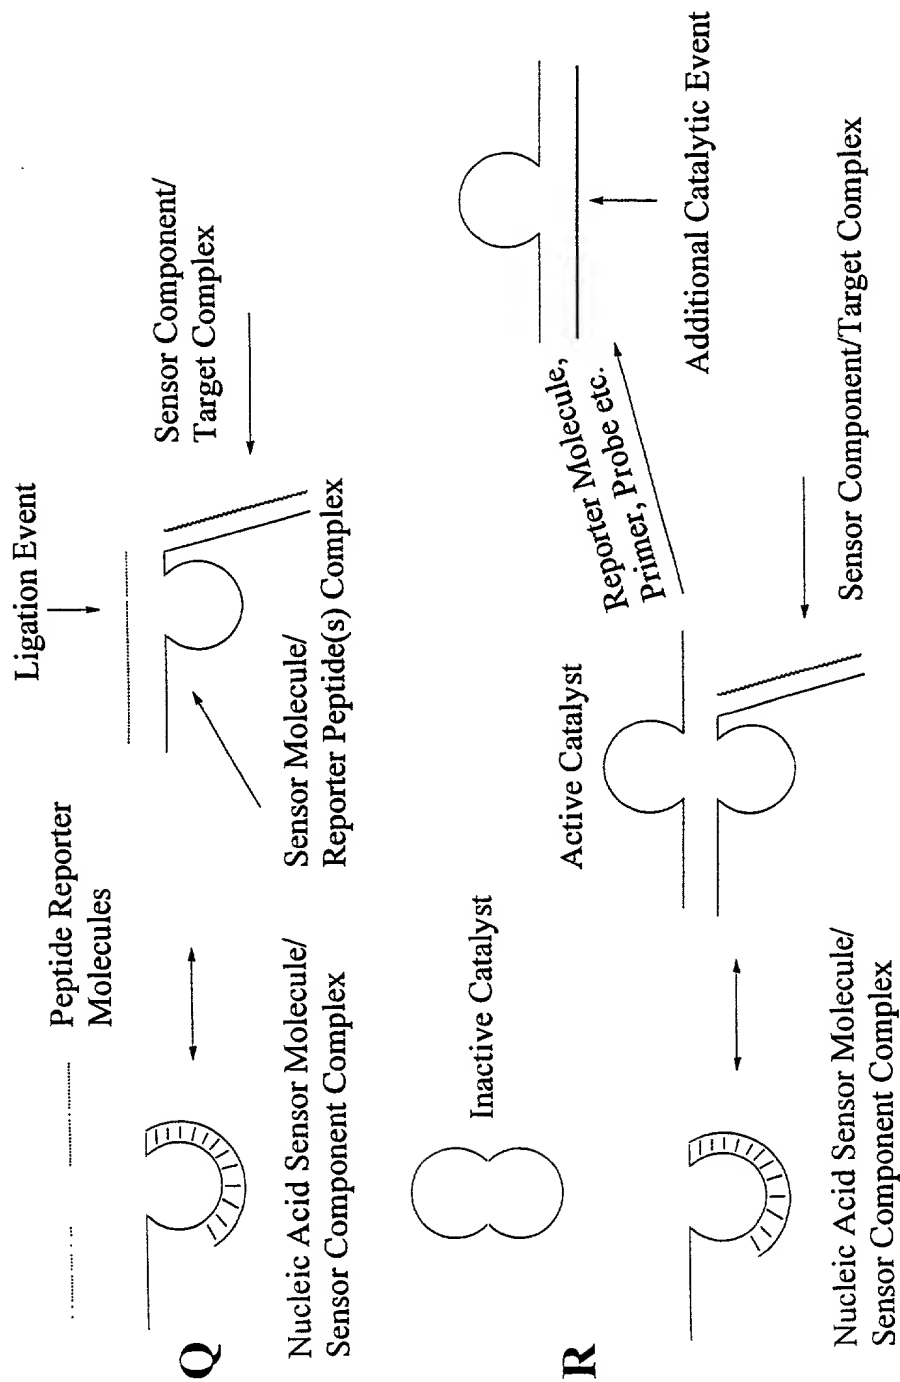 Q
Peptide Reporter
Molecules
Ligation Event
Sensor Component/
Target Complex
Nucleic Acid Sensor Molecule/
Sensor Component Complex
Sensor Molecule/
Reporter Peptide(s) Complex
R
Inactive Catalyst
Active Catalyst
Reporter Molecule,
Primer, Probe etc.
Additional Catalytic Event
Nucleic Acid Sensor Molecule/
Sensor Component Complex
Sensor Component/Target Complex